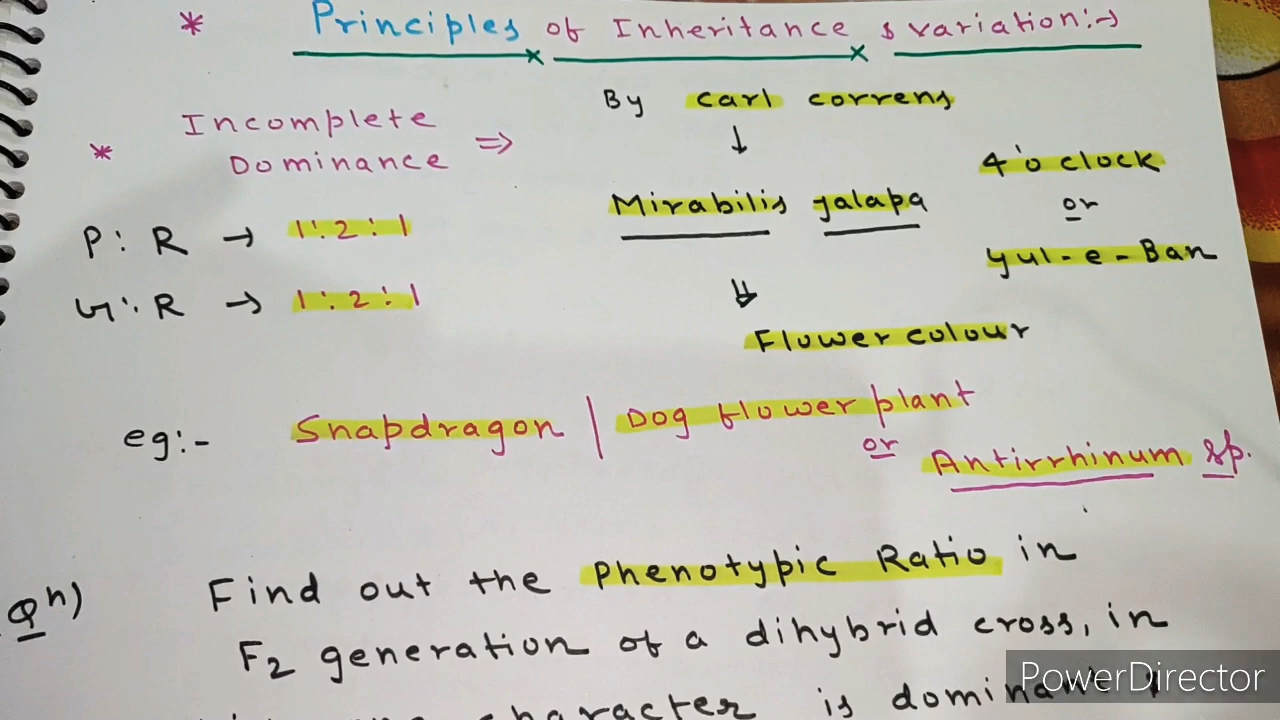 * Principles of Inheritance & variation:→
* Incomplete Dominance ⇒
By Carl Correns
↓
Mirabilis jalapa
4'o clock
or
Gul-e-Ban
⇓
Flower colour
P:R → 1:2:1
G:R → 1:2:1
eg:- Snapdragon | Dog flower plant
or Antirrhinum sp.
Qn) Find out the Phenotypic Ratio in
F2 generation of a dihybrid cross, in
character is dominant
PowerDirector